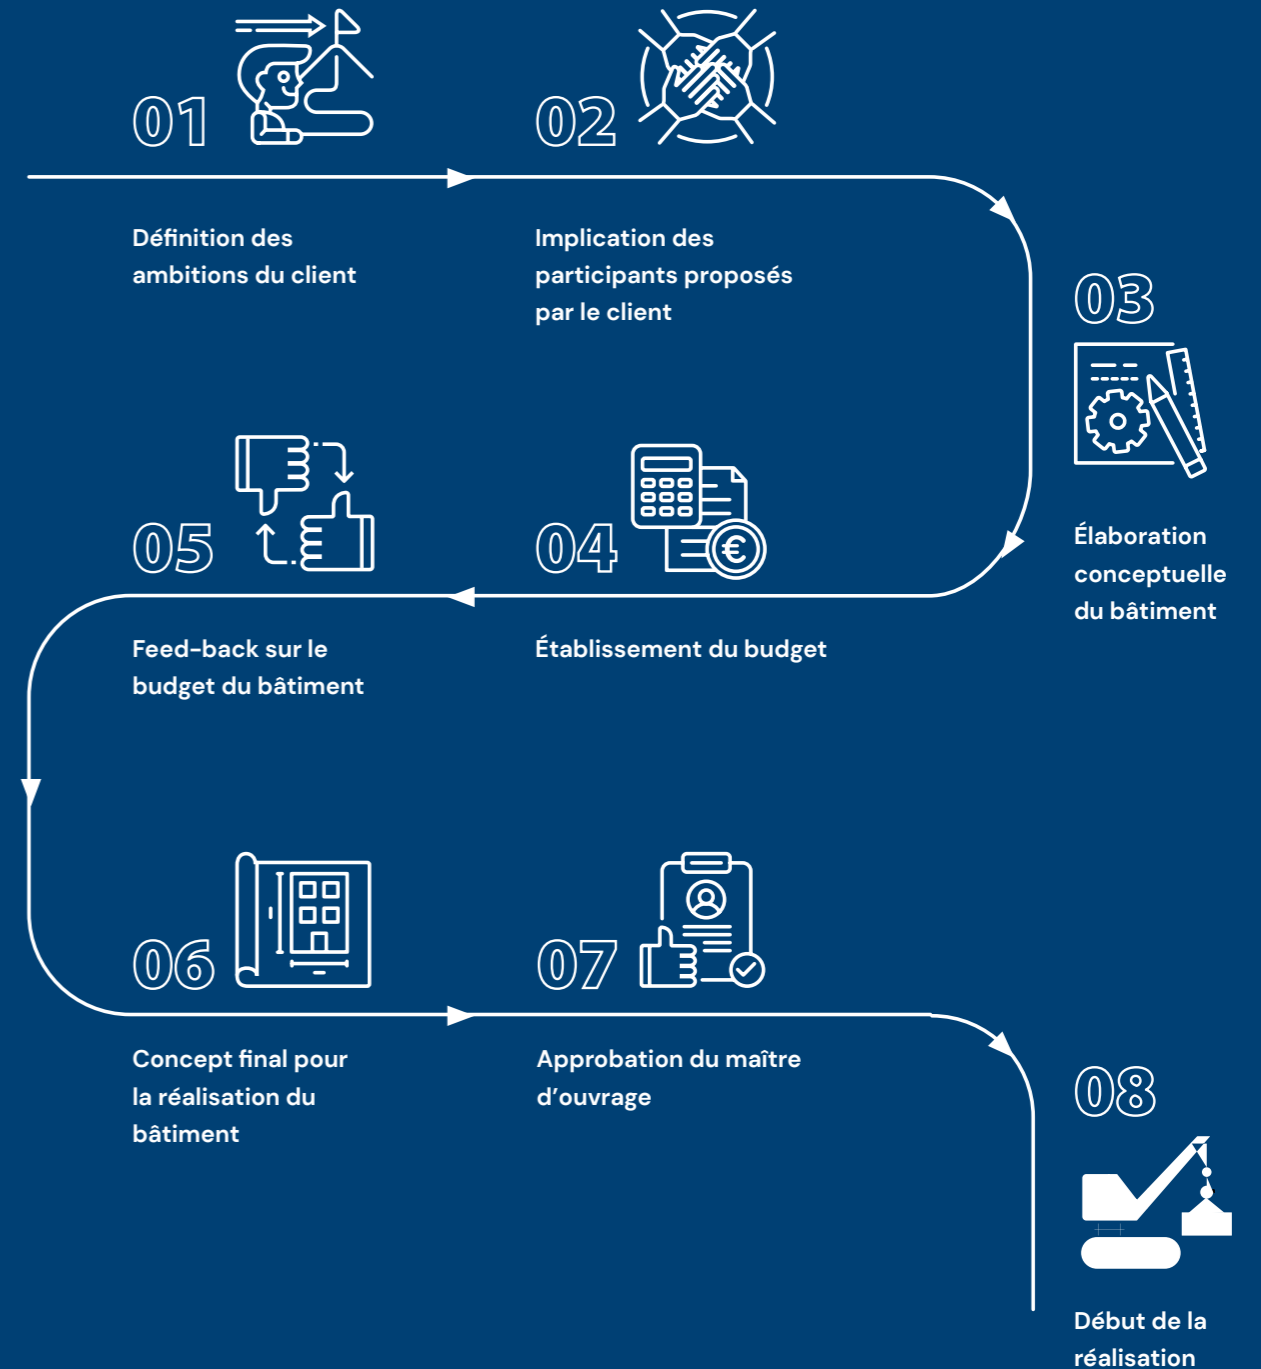 01
Définition des
ambitions du client
02
Implication des
participants proposés
par le client
03
Élaboration
conceptuelle
du bâtiment
04
€
Établissement du budget
05
Feed-back sur le
budget du bâtiment
06
Concept final pour
la réalisation du
bâtiment
07
Approbation du maître
d’ouvrage
08
Début de la
réalisation